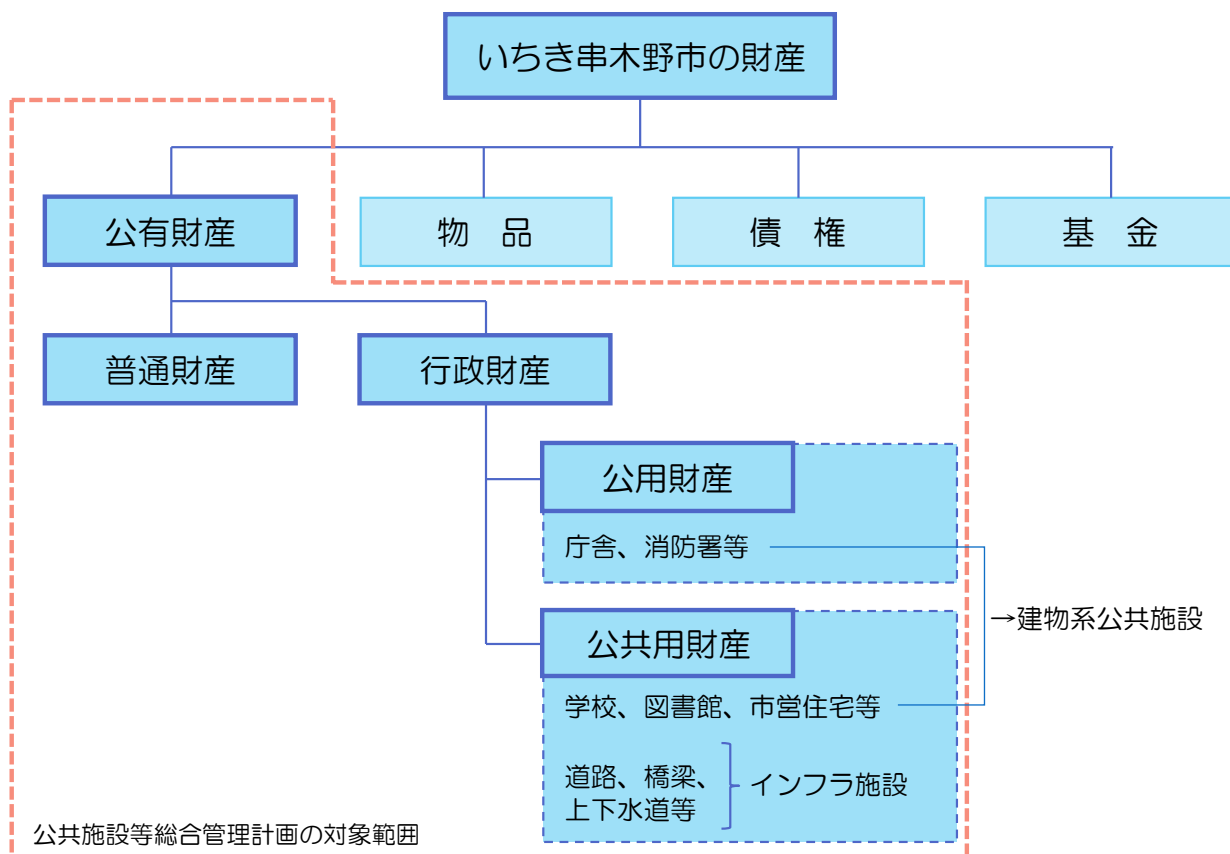 いちき串木野市の財産
公有財産
物　品
債　権
基　金
普通財産
行政財産
公用財産
庁舎、消防署等
→建物系公共施設
公共用財産
学校、図書館、市営住宅等
道路、橋梁、
上下水道等
インフラ施設
公共施設等総合管理計画の対象範囲